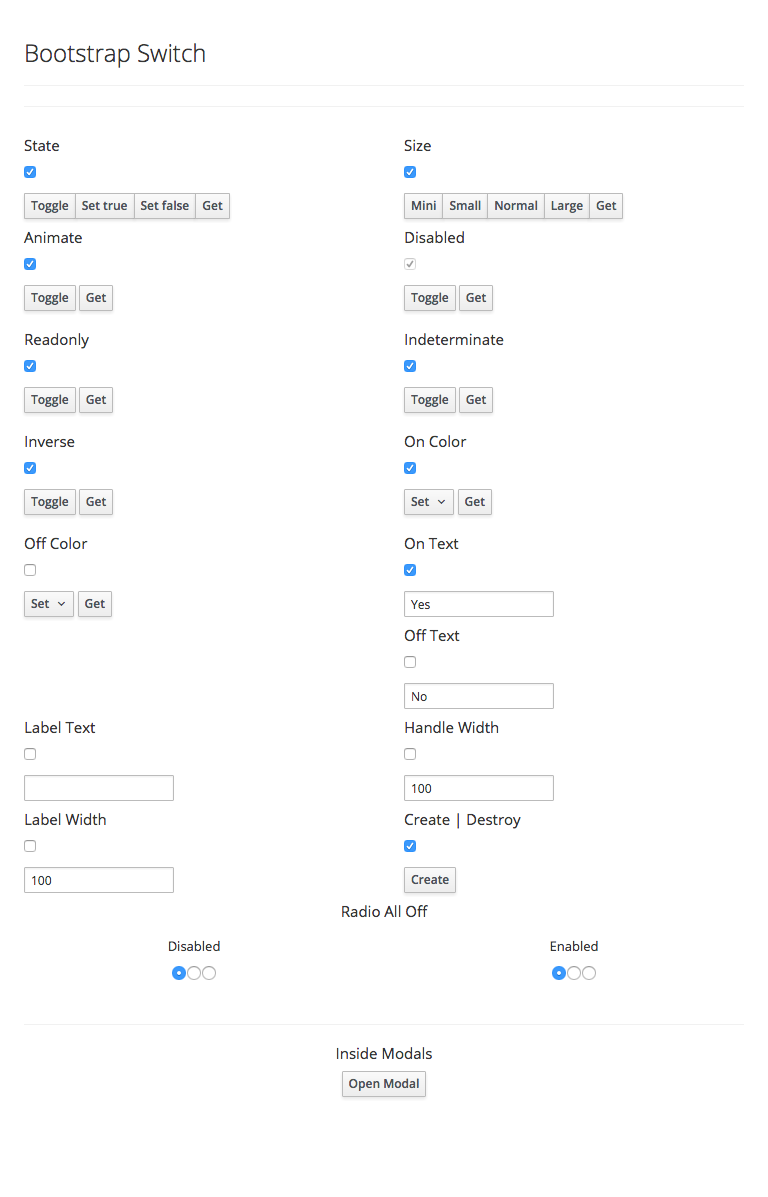 Bootstrap Switch
State Size
Toggle Set true Set false Get Mini Small Normal Large Get
Animate Disabled
Toggle Get Toggle Get
Readonly Indeterminate
Toggle Get Toggle Get
Inverse On Color
Toggle Get Set Get
Off Color On Text
Set Get Yes
Off Text
No
Label Text Handle Width
100
Label Width Create | Destroy
100 Create
Radio All Off
Disabled Enabled
Inside Modals
Open Modal